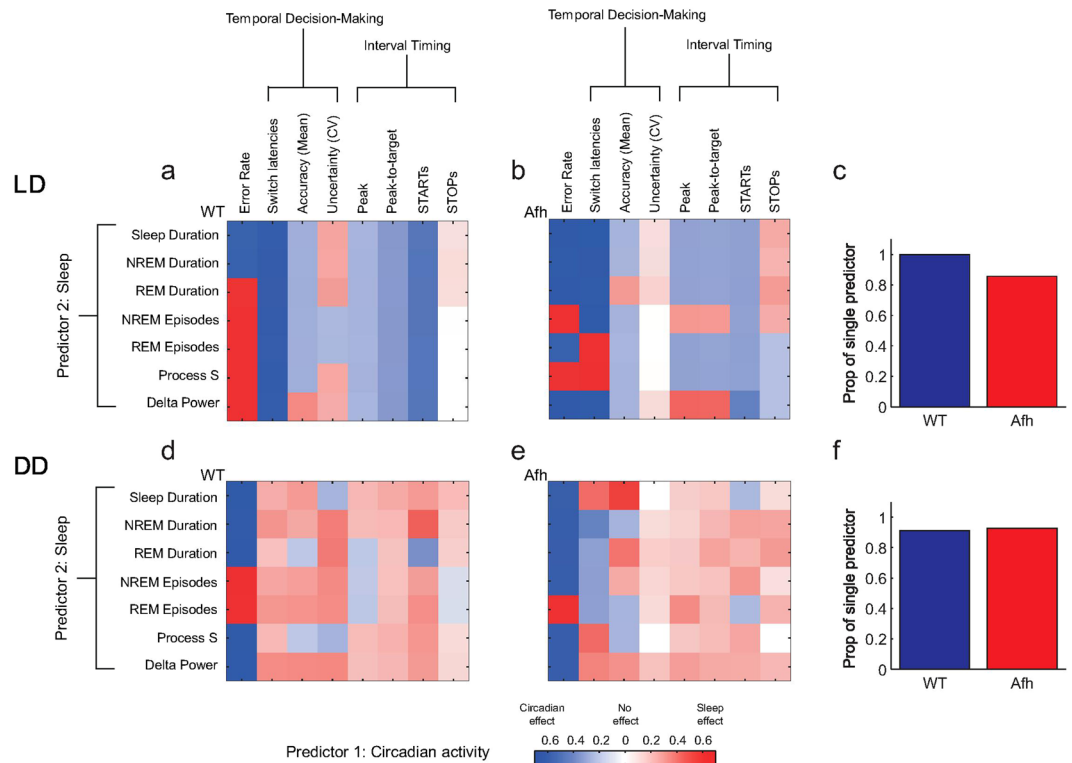 Temporal Decision-Making
Interval Timing
Temporal Decision-Making
Interval Timing
LD
a
WT
Error Rate
Switch latencies
Accuracy (Mean)
Uncertainty (CV)
Peak
Peak-to-target
STARTs
STOPs
b
Afh
Error Rate
Switch latencies
Accuracy (Mean)
Uncertainty (CV)
Peak
Peak-to-target
STARTs
STOPs
c
Predictor 2: Sleep
Sleep Duration
NREM Duration
REM Duration
NREM Episodes
REM Episodes
Process S
Delta Power
Prop of single predictor
1
0.8
0.6
0.4
0.2
0
WT
Afh
DD
d
WT
e
Afh
f
Predictor 2: Sleep
Sleep Duration
NREM Duration
REM Duration
NREM Episodes
REM Episodes
Process S
Delta Power
Prop of single predictor
1
0.8
0.6
0.4
0.2
0
WT
Afh
Circadian effect
No effect
Sleep effect
0.6 0.4 0.2 0 0.2 0.4 0.6
Predictor 1: Circadian activity